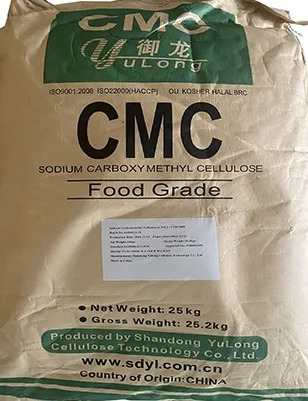 CMC
yuLong 御龙
ISO9001:2008 ISO22000(HACCP) OU KOSHER HALAL BRC
CMC
SODIUM CARBOXYMETHYL CELLULOSE
Food Grade
Net Weight: 25kg
Gross Weight: 25.2kg
Produced by Shandong YuLong
Cellulose Technology Co., Ltd.
www.sdyl.com.cn
Country of Origin:CHINA